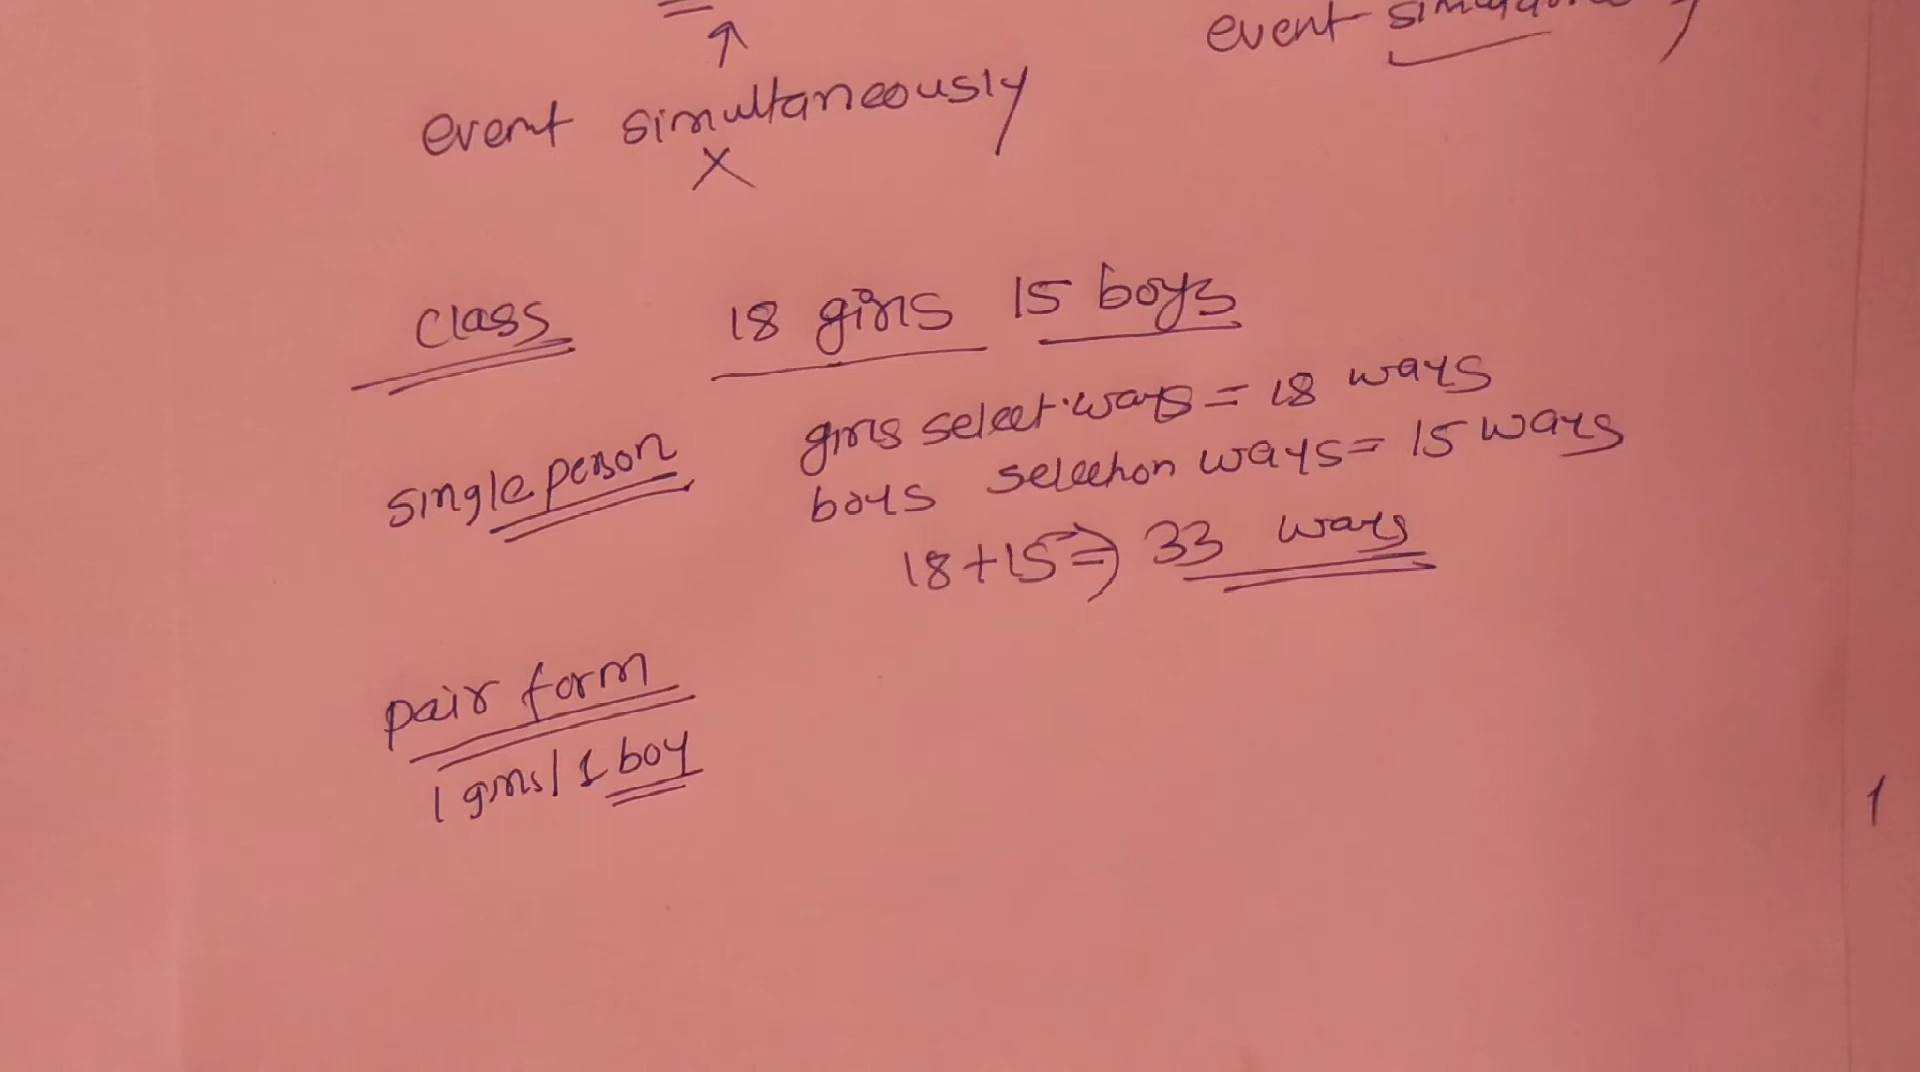 event
event simultaneously
X
class 18 girls 15 boys
girls select ways = 18 ways
single person boys selection ways = 15 ways
18+15 ⇒ 33 ways
pair form
1 girls / 1 boy
1